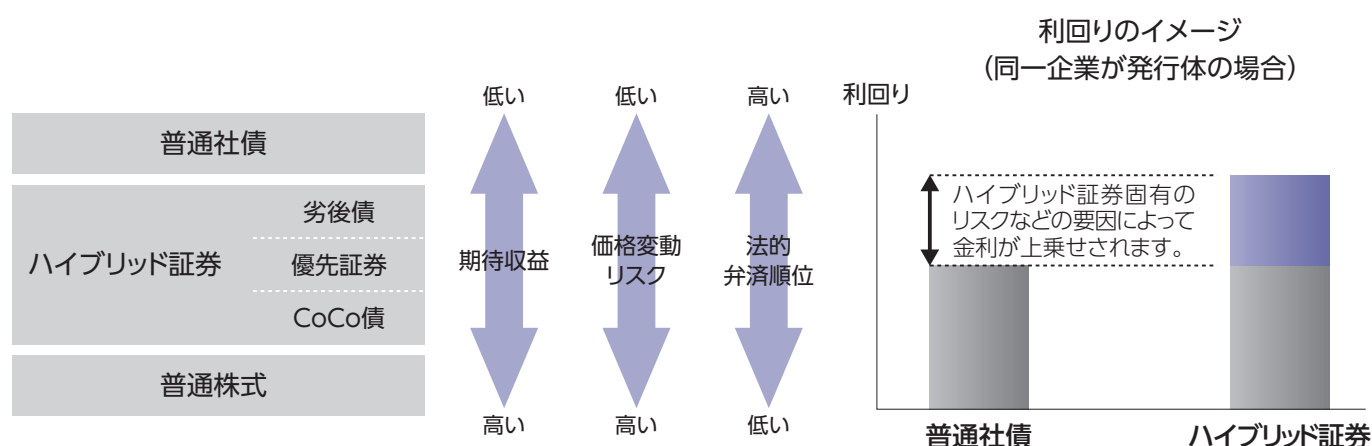 利回りのイメージ
（同一企業が発行体の場合）
低い
低い
高い
利回り
普通社債
ハイブリッド証券
劣後債
優先証券
CoCo債
普通株式
期待収益
価格変動
リスク
法的
弁済順位
高い
高い
低い
ハイブリッド証券固有の
リスクなどの要因によって
金利が上乗せされます。
普通社債
ハイブリッド証券